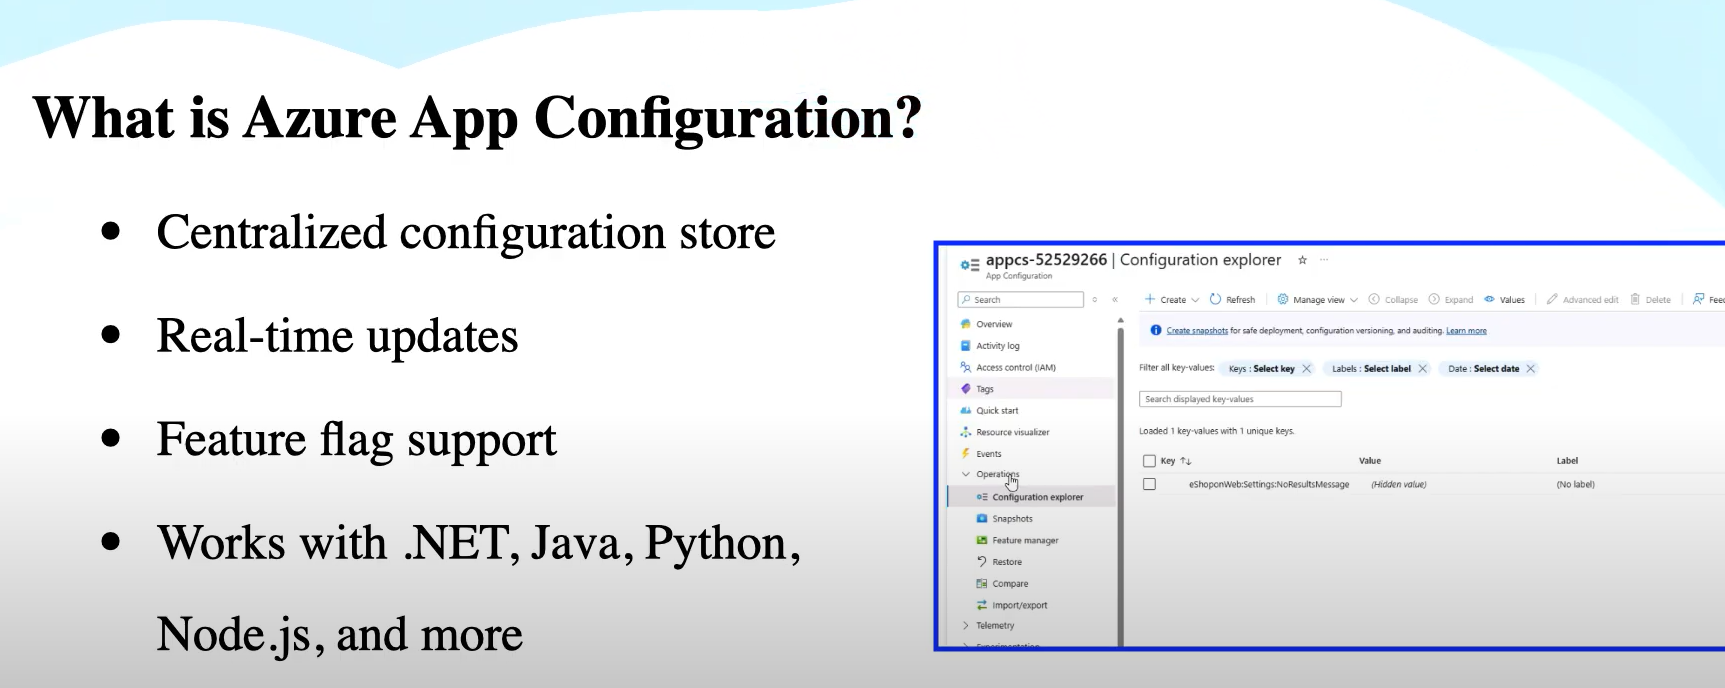 What is Azure App Configuration?
• Centralized configuration store
• Real-time updates
• Feature flag support
• Works with .NET, Java, Python,
Node.js, and more
appcs-52529266 | Configuration explorer
App Configuration
Search
Overview
Activity log
Access control (IAM)
Tags
Quick start
Resource visualizer
Events
Operations
Configuration explorer
Snapshots
Feature manager
Restore
Compare
Import/export
Telemetry
Create Refresh Manage view Collapse Expand Values Advanced edit Delete
Create snapshots for safe deployment, configuration versioning, and auditing. Learn more
Filter all key-values: Keys : Select key Labels : Select label Date : Select date
Search displayed key-values
Loaded 1 key-values with 1 unique keys.
Key Value Label
eShoponWeb:Settings:NoResultsMessage (Hidden value) (No label)